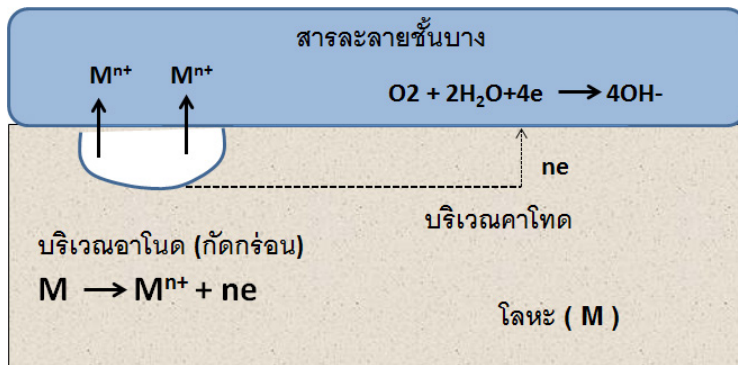 สารละลายชั้นบาง
Mⁿ⁺ Mⁿ⁺
O2 + 2H₂O+4e → 4OH-
ne
บริเวณคาโทด
บริเวณอาโนด (กัดกร่อน)
M → Mⁿ⁺ + ne
โลหะ ( M )